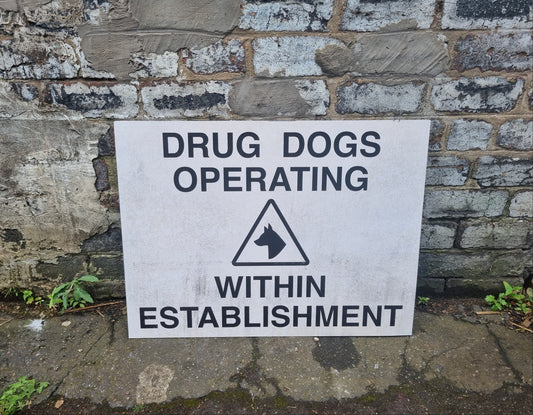 DRUG DOGS
OPERATING
WITHIN
ESTABLISHMENT